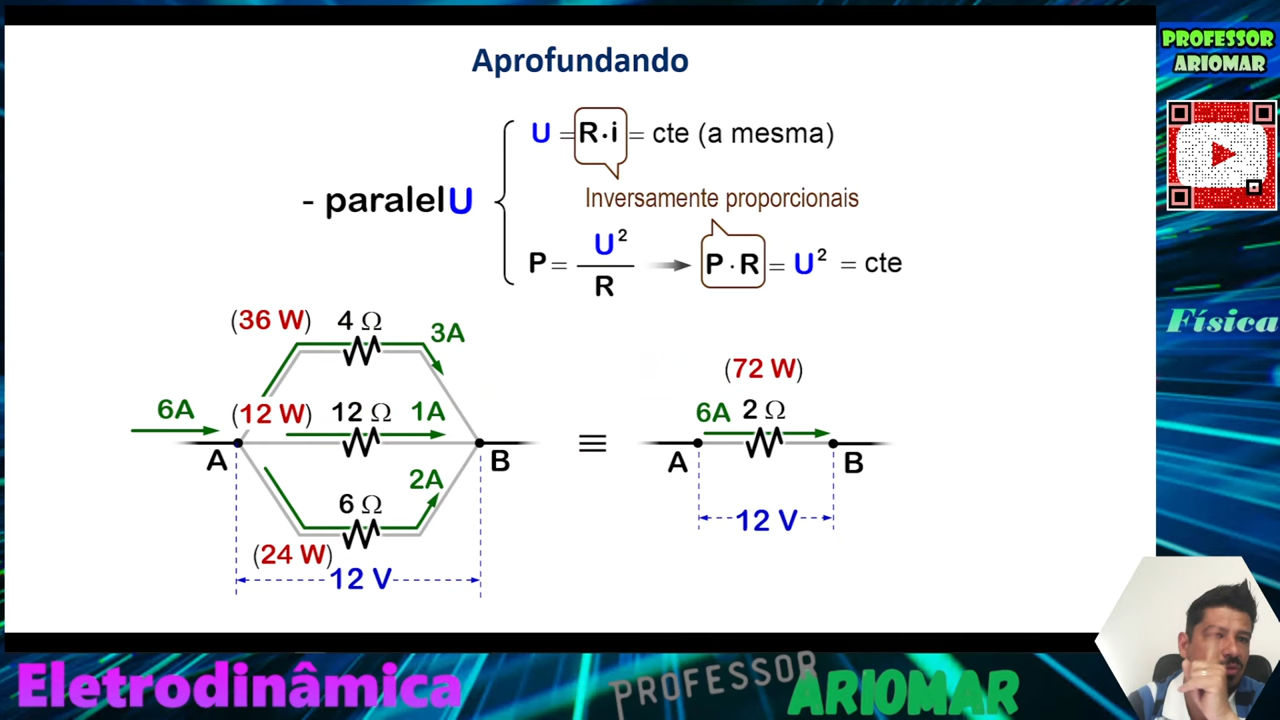 Aprofundando
PROFESSOR
ARIOMAR
U = R·i = cte (a mesma)
- paralelU
Inversamente proporcionais
P = U² / R → P · R = U² = cte
Física
(36 W) 4 Ω 3A
6A (12 W) 12 Ω 1A
A B
6 Ω 2A
(24 W)
12 V
≡
(72 W)
6A 2 Ω
A B
12 V
Eletrodinâmica
PROFESSOR
ARIOMAR